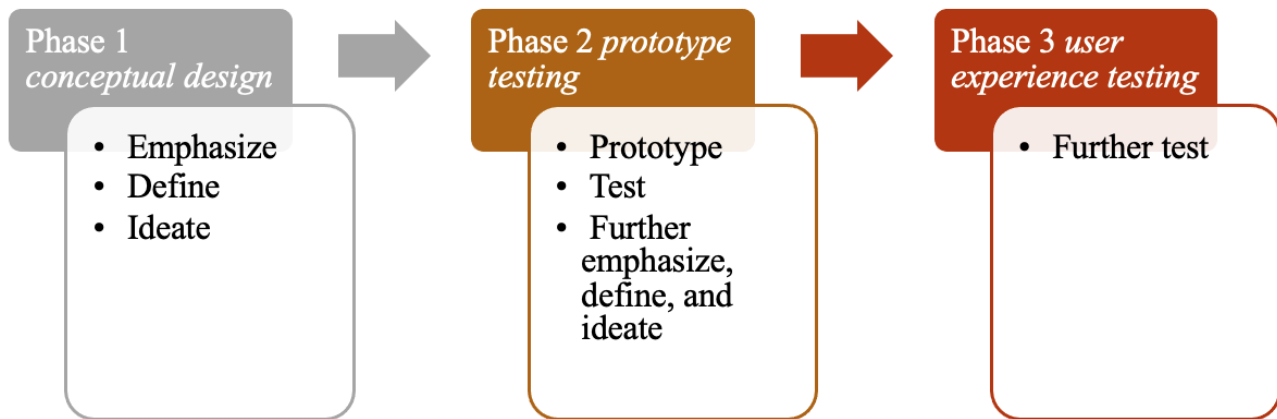 Phase 1
conceptual design
• Emphasize
• Define
• Ideate
Phase 2 prototype
testing
• Prototype
• Test
• Further
emphasize,
define, and
ideate
Phase 3 user
experience testing
• Further test